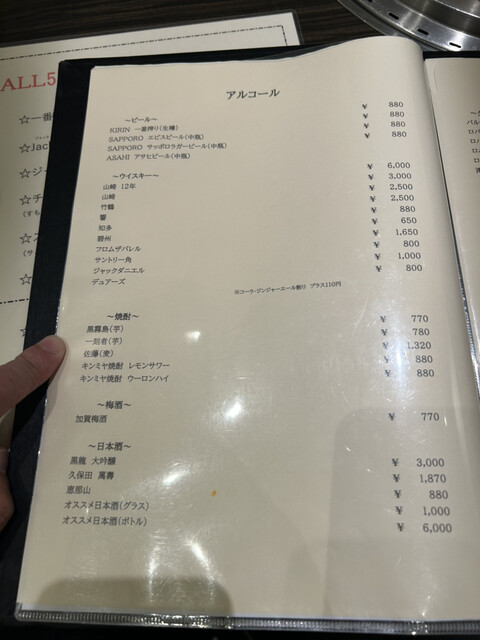 アルコール
～ビール～
KIRIN 一番搾り(生樽) ¥ 880
SAPPORO エビスビール(中瓶) ¥ 880
SAPPORO サッポロラガービール(中瓶) ¥ 880
ASAHI アサヒビール(中瓶) ¥ 880
～ウイスキー～
山崎 12年 ¥ 6,000
山崎 ¥ 3,000
竹鶴 ¥ 2,500
響 ¥ 2,500
知多 ¥ 880
碧州 ¥ 650
フロムザバレル ¥ 1,650
サントリー角 ¥ 800
ジャックダニエル ¥ 1,000
デュアーズ ¥ 800
※コーラ・ジンジャーエール割り プラス110円
～焼酎～
黒霧島(芋) ¥ 770
一刻者(芋) ¥ 780
佐藤(麦) ¥ 1,320
キンミヤ焼酎 レモンサワー ¥ 880
キンミヤ焼酎 ウーロンハイ ¥ 880
～梅酒～
加賀梅酒 ¥ 770
～日本酒～
黒龍 大吟醸 ¥ 3,000
久保田 萬壽 ¥ 1,870
恵那山 ¥ 880
オススメ日本酒(グラス) ¥ 1,000
オススメ日本酒(ボトル) ¥ 6,000
ALL5
☆一番
☆Jac
☆ジ
☆チ
(すち
☆ス
(サ